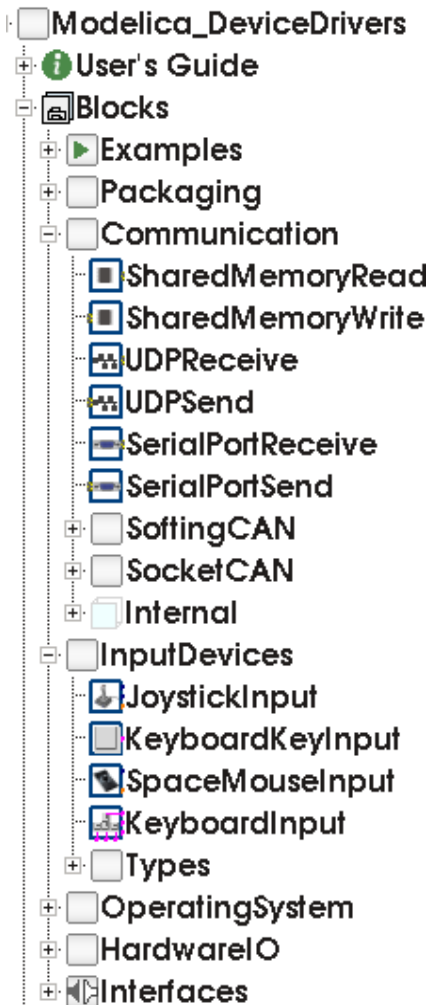 Modelica_DeviceDrivers
User's Guide
Blocks
Examples
Packaging
Communication
SharedMemoryRead
SharedMemoryWrite
UDPReceive
UDPSend
SerialPortReceive
SerialPortSend
SoftingCAN
SocketCAN
Internal
InputDevices
JoystickInput
KeyboardKeyInput
SpaceMouseInput
KeyboardInput
Types
OperatingSystem
HardwareIO
Interfaces